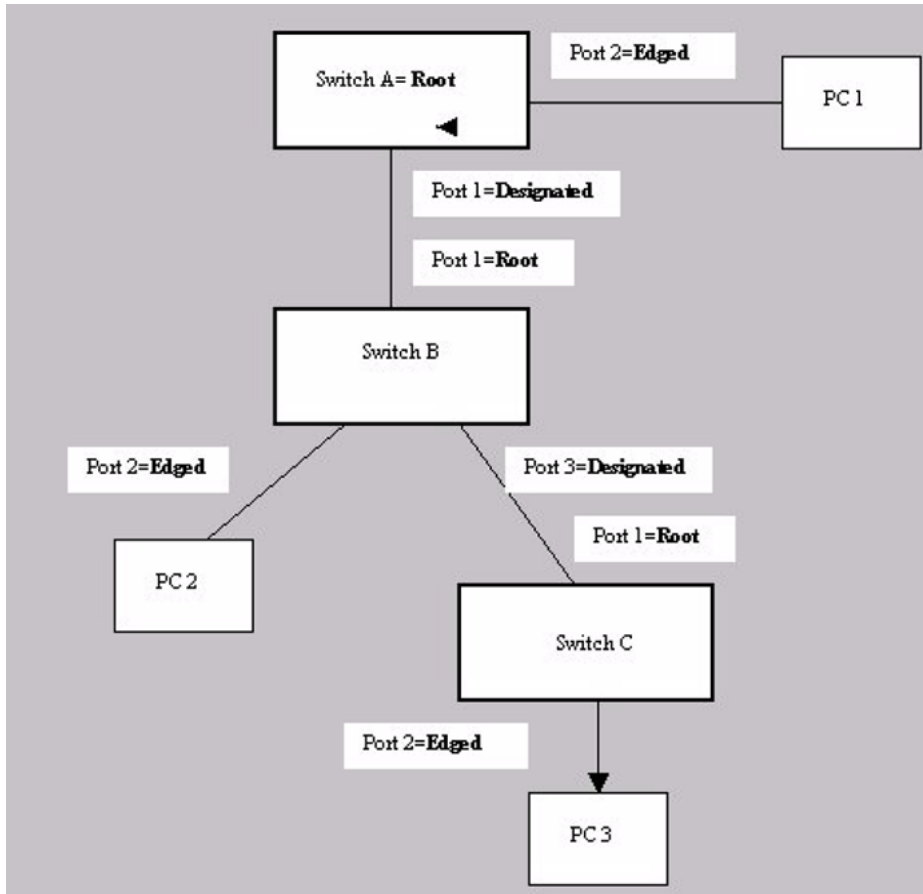 Port 2=Edged
Switch A= Root
PC 1
Port 1=Designated
Port 1=Root
Switch B
Port 2=Edged
Port 3=Designated
Port 1=Root
PC 2
Switch C
Port 2=Edged
PC 3